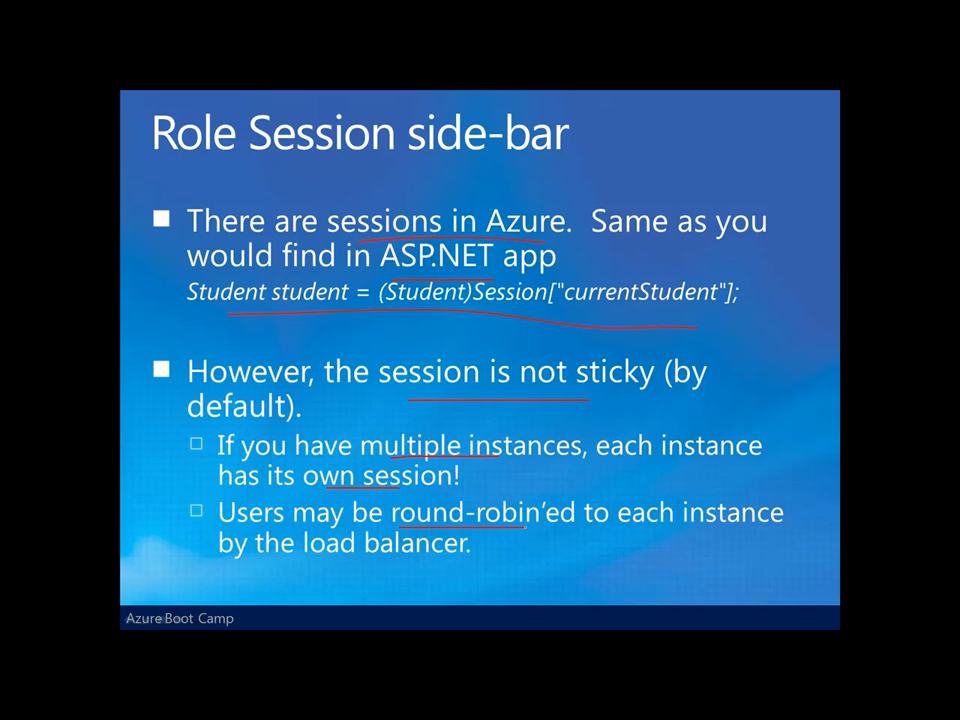 Role Session side-bar
There are sessions in Azure.  Same as you
would find in ASP.NET app
Student student = (Student)Session["currentStudent"];
However, the session is not sticky (by
default).
If you have multiple instances, each instance
has its own session!
Users may be round-robin’ed to each instance
by the load balancer.
Azure Boot Camp